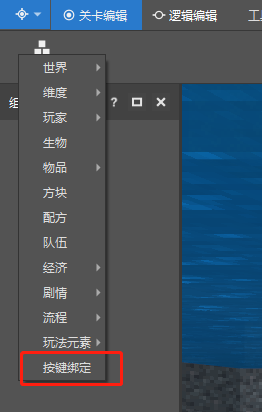 关卡编辑 逻辑编辑 工
组 ?
世界
维度
玩家
生物
物品
方块
配方
队伍
经济
剧情
流程
玩法元素
按键绑定